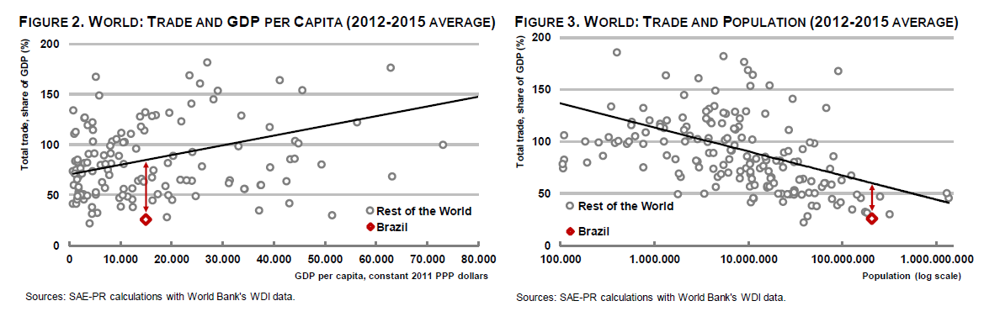 FIGURE 2. WORLD: TRADE AND GDP PER CAPITA (2012-2015 AVERAGE)
Total trade, share of GDP (%)
200
150
100
50
0
Rest of the World
Brazil
0 10.000 20.000 30.000 40.000 50.000 60.000 70.000 80.000
GDP per capita, constant 2011 PPP dollars
Sources: SAE-PR calculations with World Bank's WDI data.
FIGURE 3. WORLD: TRADE AND POPULATION (2012-2015 AVERAGE)
Total trade, share of GDP (%)
200
150
100
50
0
Rest of the World
Brazil
100.000 1.000.000 10.000.000 100.000.000 1.000.000.000
Population (log scale)
Sources: SAE-PR calculations with World Bank's WDI data.